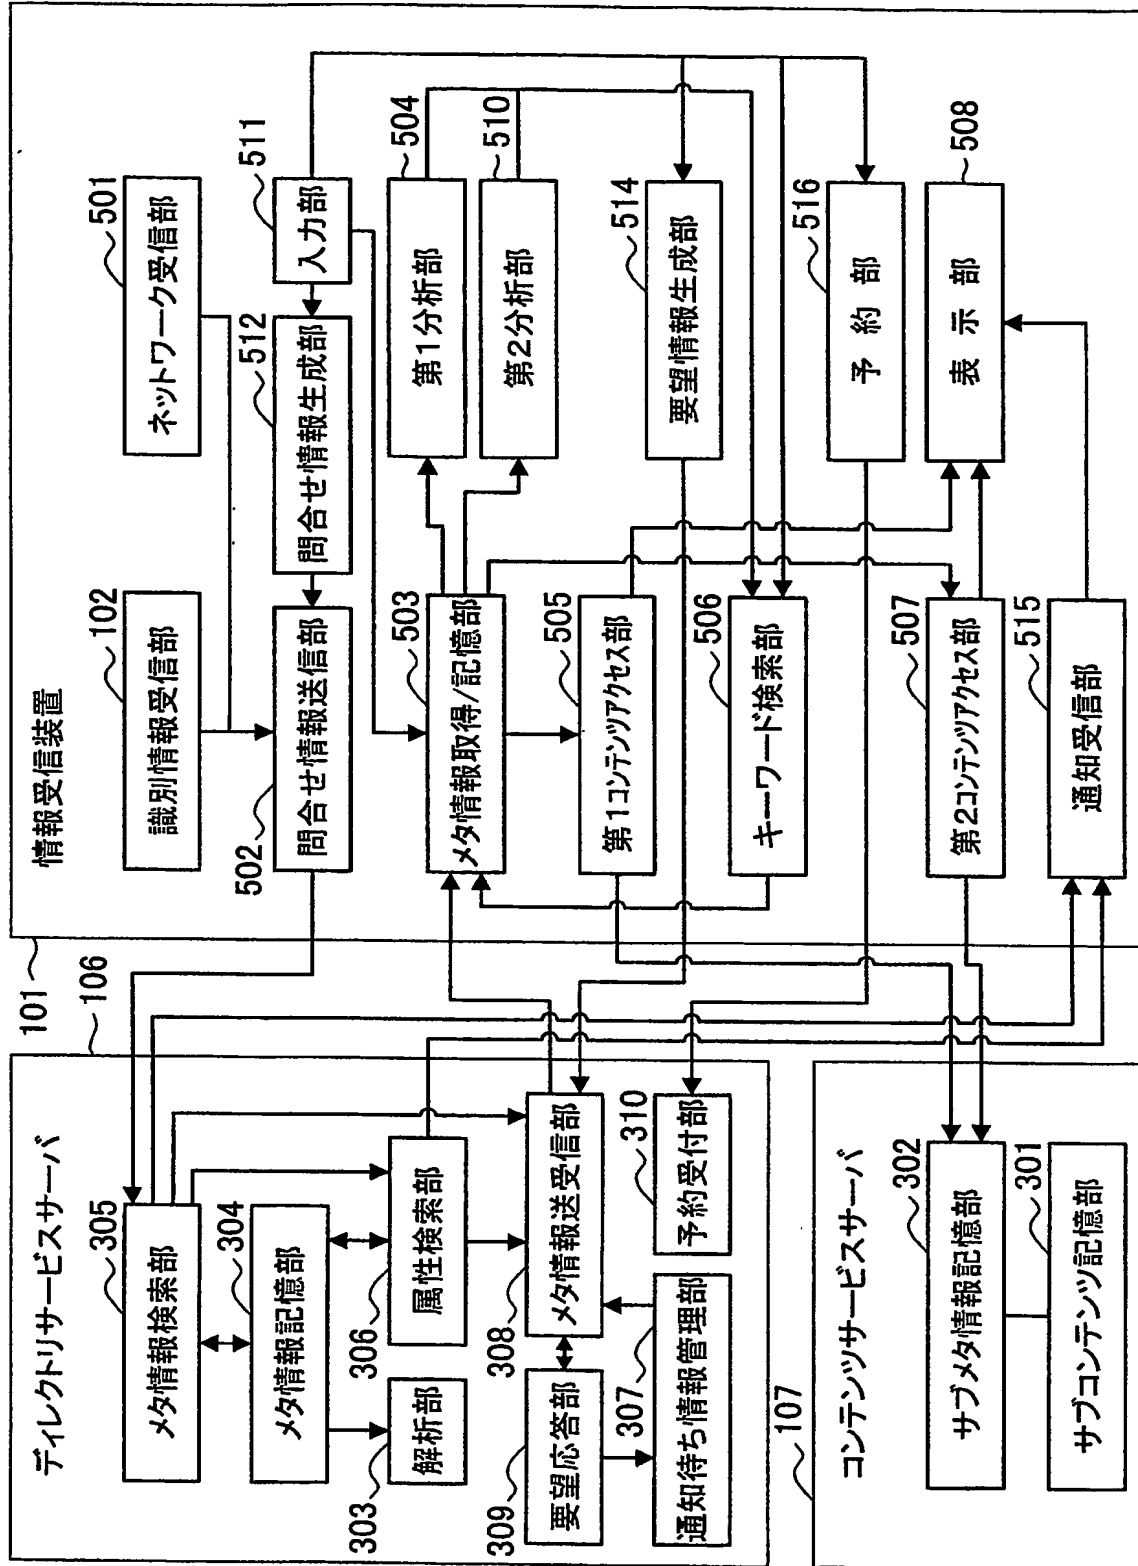 情報受信装置
101
識別情報受信部
102
ネットワーク受信部
501
問合せ情報送信部
502
問合せ情報生成部
512
入力部
511
メタ情報取得/記憶部
503
第1分析部
504
第2分析部
510
第1コンテンツアクセス部
505
要望情報生成部
514
キーワード検索部
506
予約部
516
第2コンテンツアクセス部
507
表示部
508
通知受信部
515
ディレクトリサービスサーバ
106
メタ情報検索部
305
メタ情報記憶部
304
解析部
303
属性検索部
306
要望応答部
309
メタ情報送受信部
308
通知待ち情報管理部
307
予約受付部
310
コンテンツサービスサーバ
107
サブメタ情報記憶部
302
サブコンテンツ記憶部
301